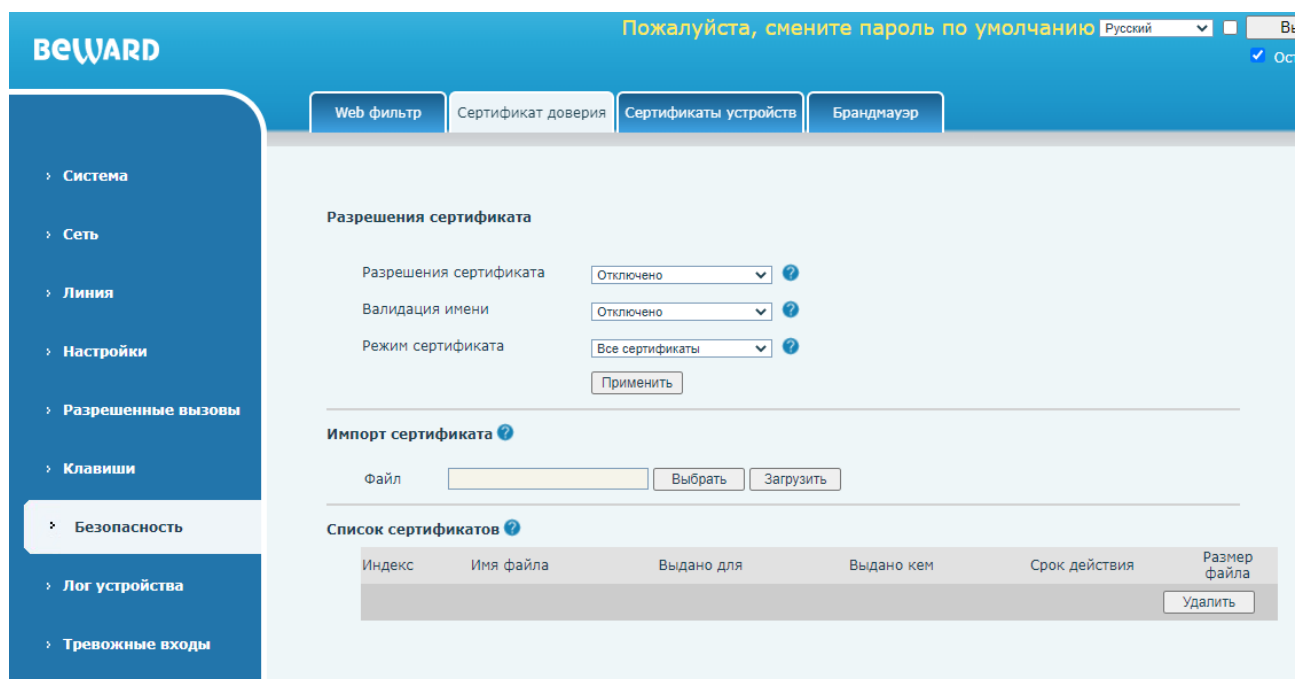 Пожалуйста, смените пароль по умолчанию Русский
BEWARD
Web фильтр Сертификат доверия Сертификаты устройств Брандмауэр
Система
Сеть
Линия
Настройки
Разрешенные вызовы
Клавиши
Безопасность
Лог устройства
Тревожные входы
Разрешения сертификата
Разрешения сертификата Отключено
Валидация имени Отключено
Режим сертификата Все сертификаты
Применить
Импорт сертификата
Файл Выбрать Загрузить
Список сертификатов
Индекс Имя файла Выдано для Выдано кем Срок действия Размер файла
Удалить